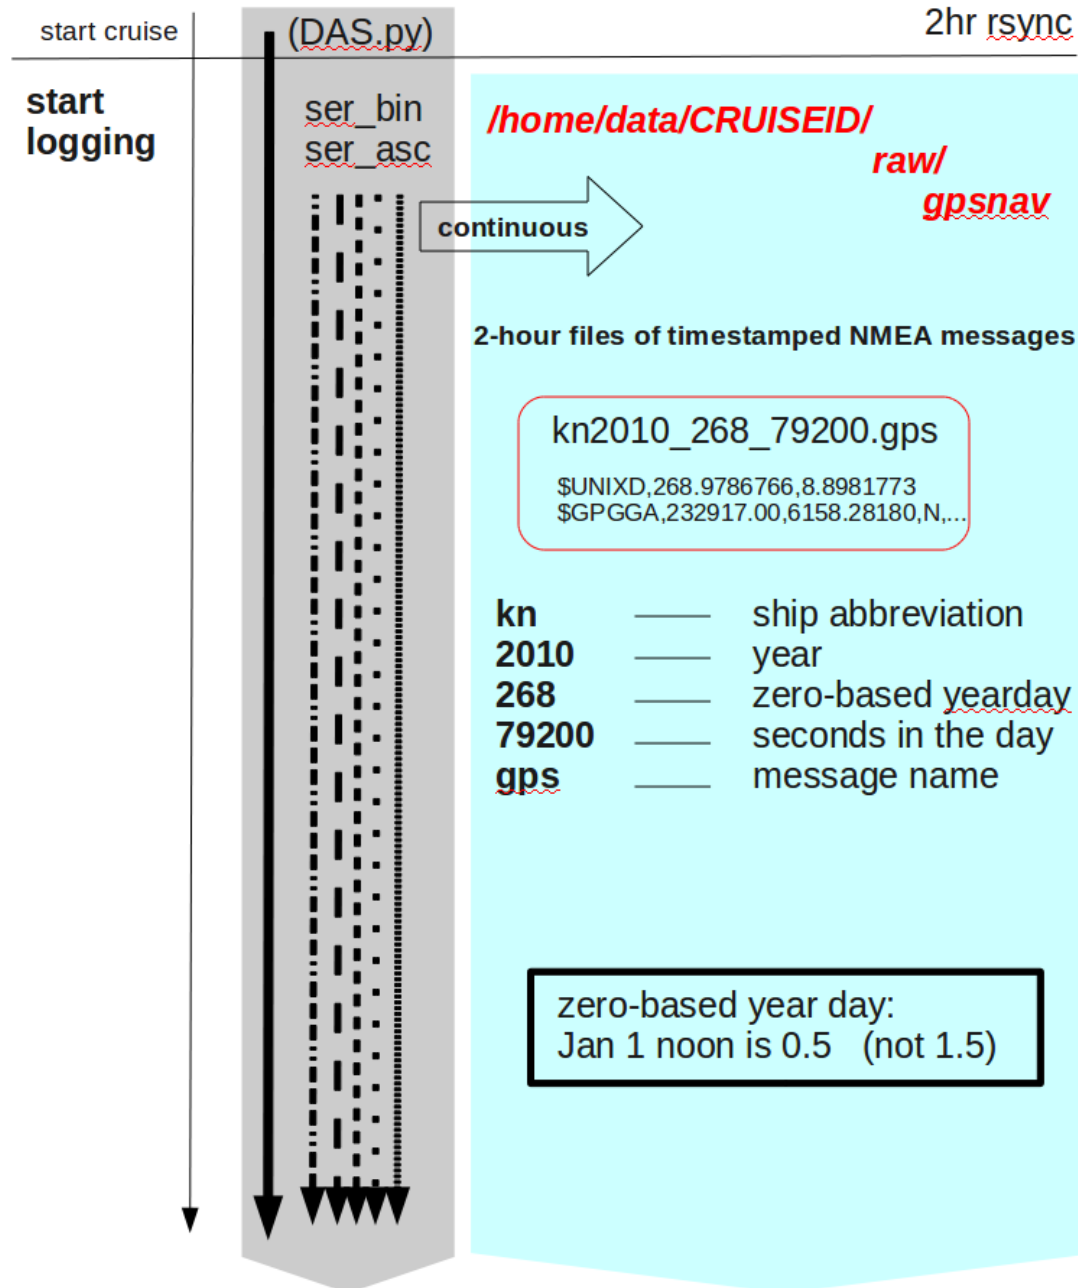 start cruise
(DAS.py)
2hr rsync
start
logging
ser_bin
ser_asc
/home/data/CRUISEID/
raw/
gpsnav
continuous
2-hour files of timestamped NMEA messages
kn2010_268_79200.gps
$UNIXD,268.9786766,8.8981773
$GPGGA,232917.00,6158.28180,N,...
kn ship abbreviation
2010 year
268 zero-based yearday
79200 seconds in the day
gps message name
zero-based year day:
Jan 1 noon is 0.5 (not 1.5)